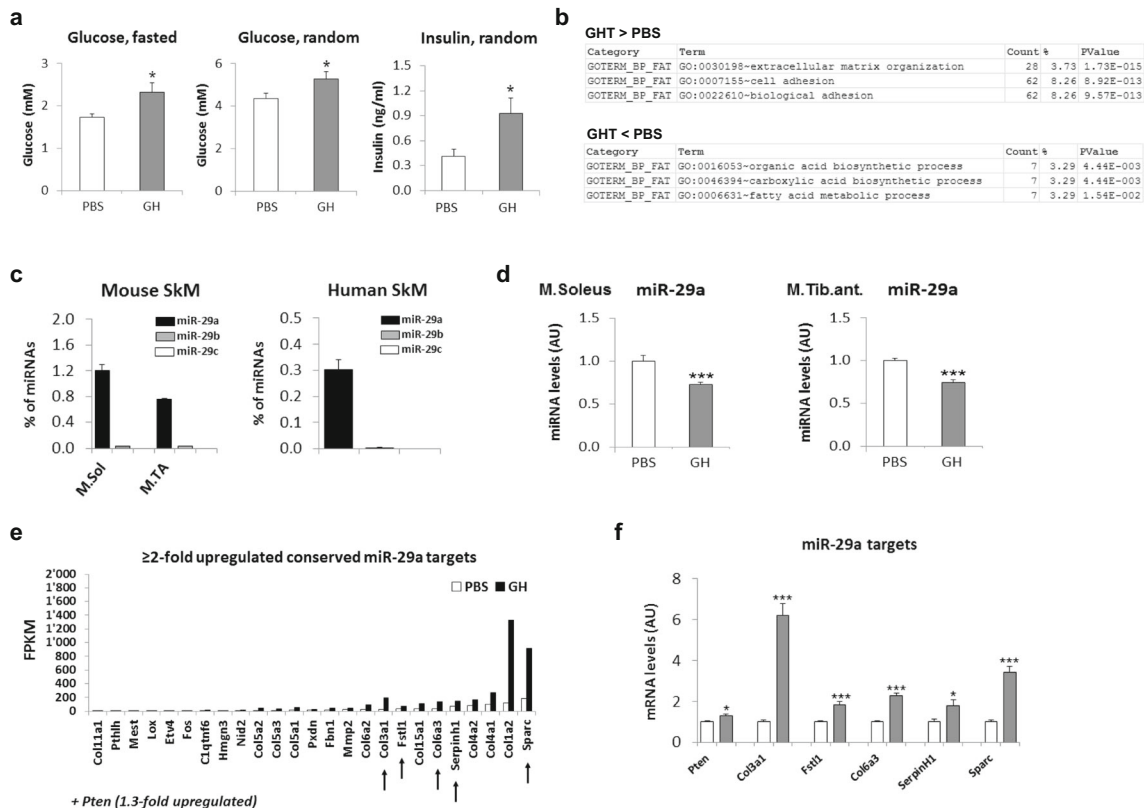 a
Glucose, fasted
Glucose (mM)
3
2
1
0
*
PBS
GH
Glucose, random
Glucose (mM)
6
4
2
0
*
PBS
GH
Insulin, random
Insulin (ng/ml)
1.5
1.2
0.9
0.6
0.3
0.0
*
PBS
GH
b
GHT > PBS
Category Term Count % PValue
GOTERM_BP_FAT GO:0030198~extracellular matrix organization 28 3.73 1.73E-015
GOTERM_BP_FAT GO:0007155~cell adhesion 62 8.26 8.92E-013
GOTERM_BP_FAT GO:0022610~biological adhesion 62 8.26 9.57E-013
GHT < PBS
Category Term Count % PValue
GOTERM_BP_FAT GO:0016053~organic acid biosynthetic process 7 3.29 4.44E-003
GOTERM_BP_FAT GO:0046394~carboxylic acid biosynthetic process 7 3.29 4.44E-003
GOTERM_BP_FAT GO:0006631~fatty acid metabolic process 7 3.29 1.54E-002
c
Mouse SkM
% of miRNAs
2.0
1.6
1.2
0.8
0.4
0.0
miR-29a
miR-29b
miR-29c
M.Sol
M.TA
Human SkM
% of miRNAs
0.5
0.4
0.3
0.2
0.1
0.0
miR-29a
miR-29b
miR-29c
d
M.Soleus miR-29a
miRNA levels (AU)
1.5
1.0
0.5
0.0
***
PBS
GH
M.Tib.ant. miR-29a
miRNA levels (AU)
1.5
1.0
0.5
0.0
***
PBS
GH
e
≥2-fold upregulated conserved miR-29a targets
PBS GH
FPKM
2'000
1'800
1'600
1'400
1'200
1'000
800
600
400
200
0
Col11a1
Pthlh
Mest
Lox
Etv4
Fos
C1qtnf6
Hmgn3
Nid2
Col5a2
Col5a3
Col5a1
Pxdn
Fbn1
Mmp2
Col6a2
Col3a1
Fstl1
Col15a1
Col6a3
Serpinh1
Col4a2
Col4a1
Col1a2
Sparc
+ Pten (1.3-fold upregulated)
f
miR-29a targets
mRNA levels (AU)
8
6
4
2
0
*
***
***
***
*
***
Pten
Col3a1
Fstl1
Col6a3
SerpinH1
Sparc